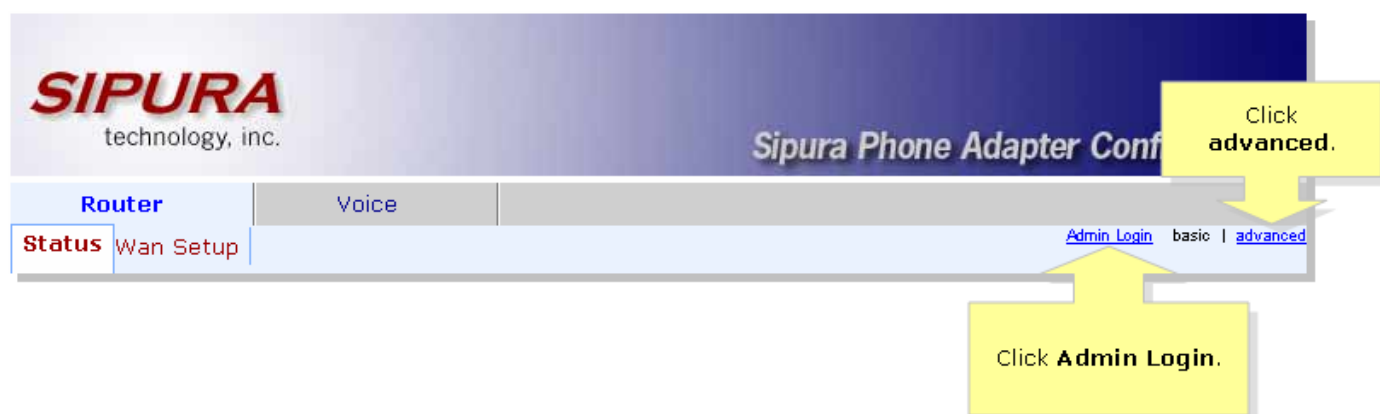 SIPURA
technology, inc.
Sipura Phone Adapter Conf
Click
advanced.
Router
Voice
Status
Wan Setup
Admin Login basic | advanced
Click Admin Login.